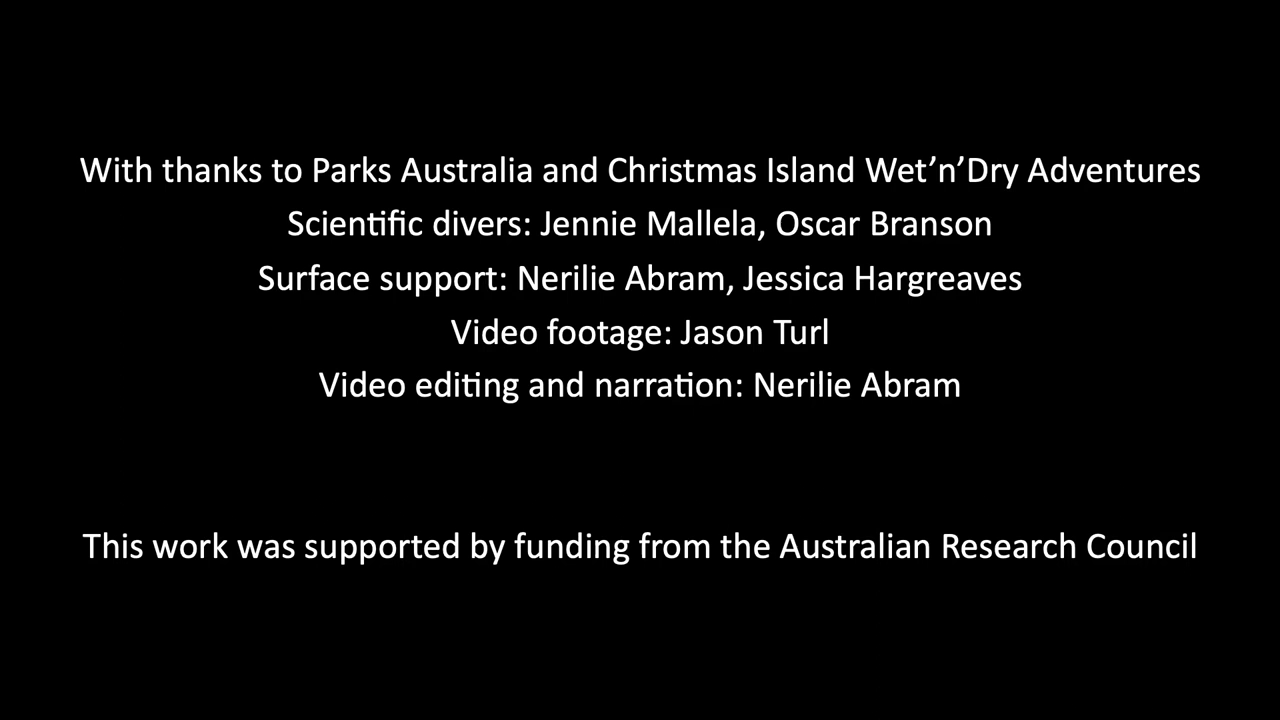 With thanks to Parks Australia and Christmas Island Wet’n’Dry Adventures
Scientific divers: Jennie Mallela, Oscar Branson
Surface support: Nerilie Abram, Jessica Hargreaves
Video footage: Jason Turl
Video editing and narration: Nerilie Abram
This work was supported by funding from the Australian Research Council